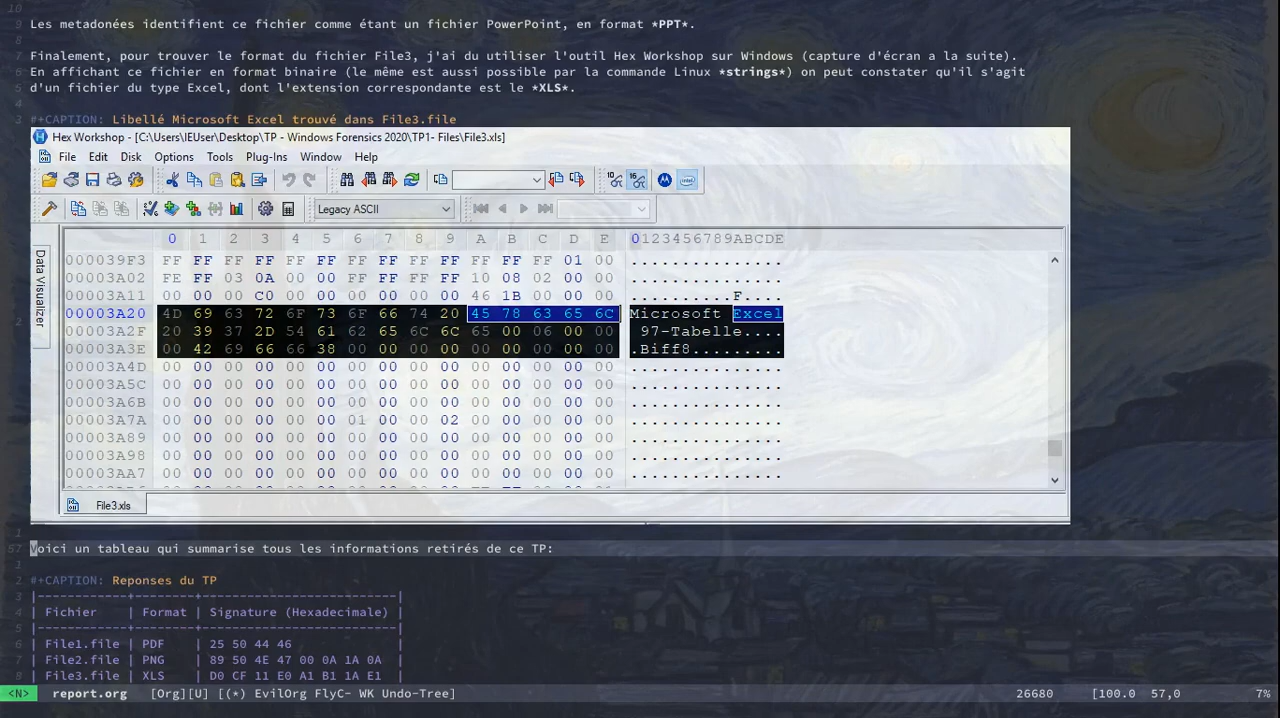 10
9 Les metadonées identifient ce fichier comme étant un fichier PowerPoint, en format *PPT*.
8
7 Finalement, pour trouver le format du fichier File3, j'ai du utiliser l'outil Hex Workshop sur Windows (capture d'écran a la suite).
6 En affichant ce fichier en format binaire (le même est aussi possible par la commande Linux *strings*) on peut constater qu'il s'agit
5 d'un fichier du type Excel, dont l'extension correspondante est le *XLS*.
4
3 #+CAPTION: Libellé Microsoft Excel trouvé dans File3.file
Hex Workshop - [C:\Users\IEUser\Desktop\TP - Windows Forensics 2020\TP1- Files\File3.xls]
File Edit Disk Options Tools Plug-Ins Window Help
Legacy ASCII
0 1 2 3 4 5 6 7 8 9 A B C D E 0123456789ABCDE
000039F3 FF FF FF FF FF FF FF FF FF FF FF FF FF 01 00 ...............
00003A02 FE FF 03 0A 00 00 FF FF FF FF 10 08 02 00 00 ...............
00003A11 00 00 00 C0 00 00 00 00 00 00 46 1B 00 00 00 ..........F....
00003A20 4D 69 63 72 6F 73 6F 66 74 20 45 78 63 65 6C Microsoft Excel
00003A2F 20 39 37 2D 54 61 62 65 6C 6C 65 00 06 00 00 97-Tabelle....
00003A3E 00 42 69 66 66 38 00 00 00 00 00 00 00 00 00 .Biff8.........
00003A4D 00 00 00 00 00 00 00 00 00 00 00 00 00 00 00 ...............
00003A5C 00 00 00 00 00 00 00 00 00 00 00 00 00 00 00 ...............
00003A6B 00 00 00 00 00 00 00 00 00 00 00 00 00 00 00 ...............
00003A7A 00 00 00 00 00 00 01 00 00 02 00 00 00 00 00 ...............
00003A89 00 00 00 00 00 00 00 00 00 00 00 00 00 00 00 ...............
00003A98 00 00 00 00 00 00 00 00 00 00 00 00 00 00 00 ...............
00003AA7 00 00 00 00 00 00 00 00 00 00 00 00 00 00 00 ...............
Data Visualizer
File3.xls
2
1
57 Voici un tableau qui summarise tous les informations retirés de ce TP:
1
2 #+CAPTION: Reponses du TP
3 |------------+--------+--------------------------|
4 | Fichier | Format | Signature (Hexadecimale) |
5 |------------+--------+--------------------------|
6 | File1.file | PDF | 25 50 44 46 |
7 | File2.file | PNG | 89 50 4E 47 00 0A 1A 0A |
8 | File3.file | XLS | D0 CF 11 E0 A1 B1 1A E1 |
<N> report.org [Org][U] [(*) EvilOrg FlyC- WK Undo-Tree] 26680 [100.0 57,0 7%